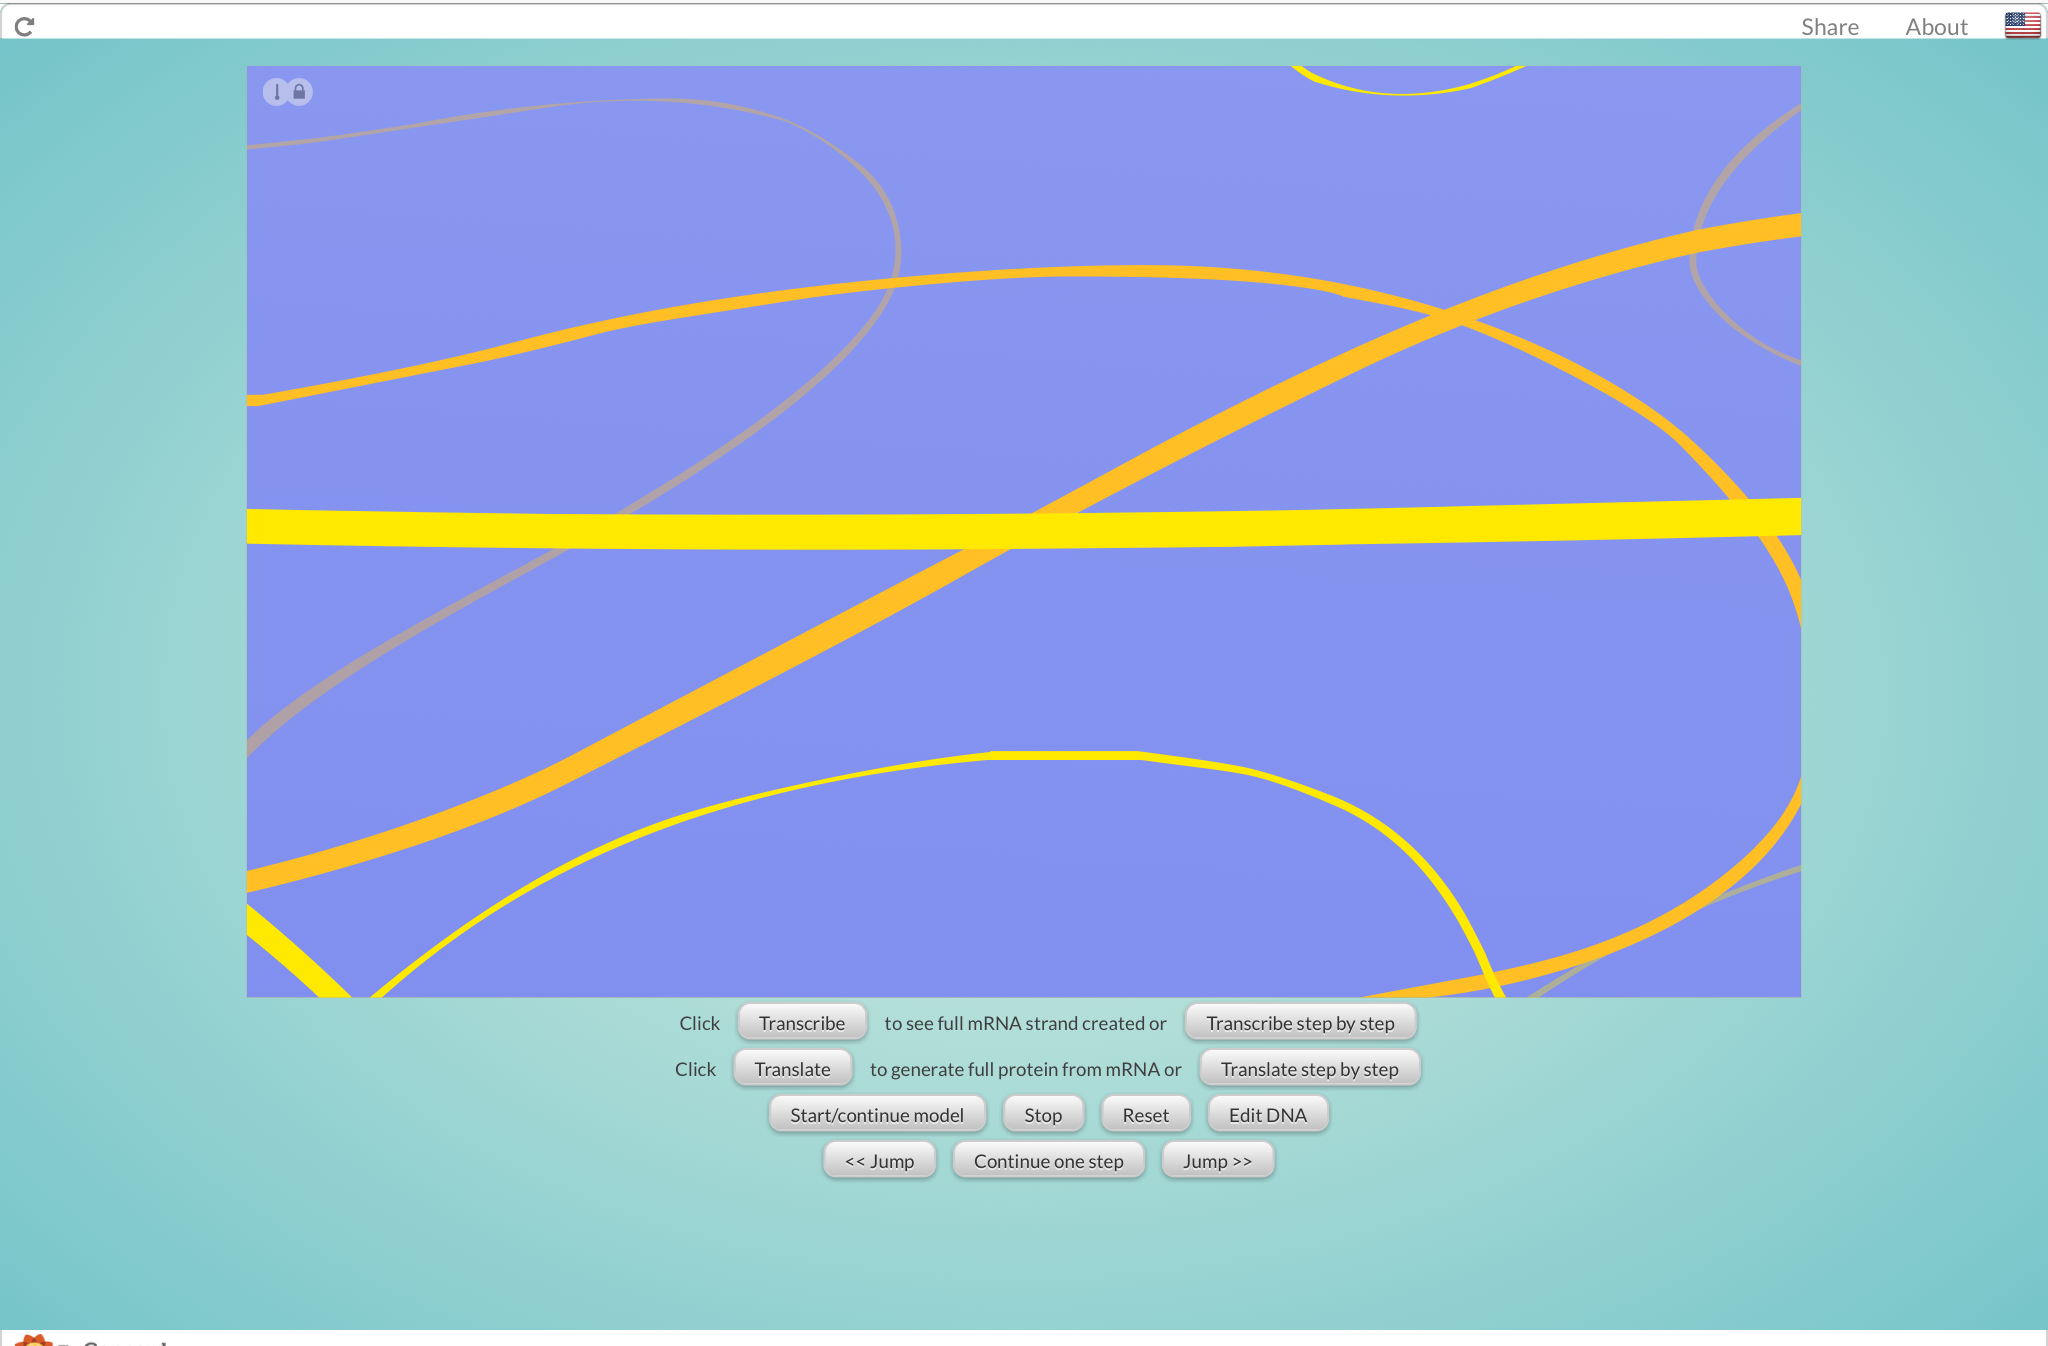 Share About
Click Transcribe to see full mRNA strand created or Transcribe step by step
Click Translate to generate full protein from mRNA or Translate step by step
Start/continue model Stop Reset Edit DNA
<< Jump Continue one step Jump >>